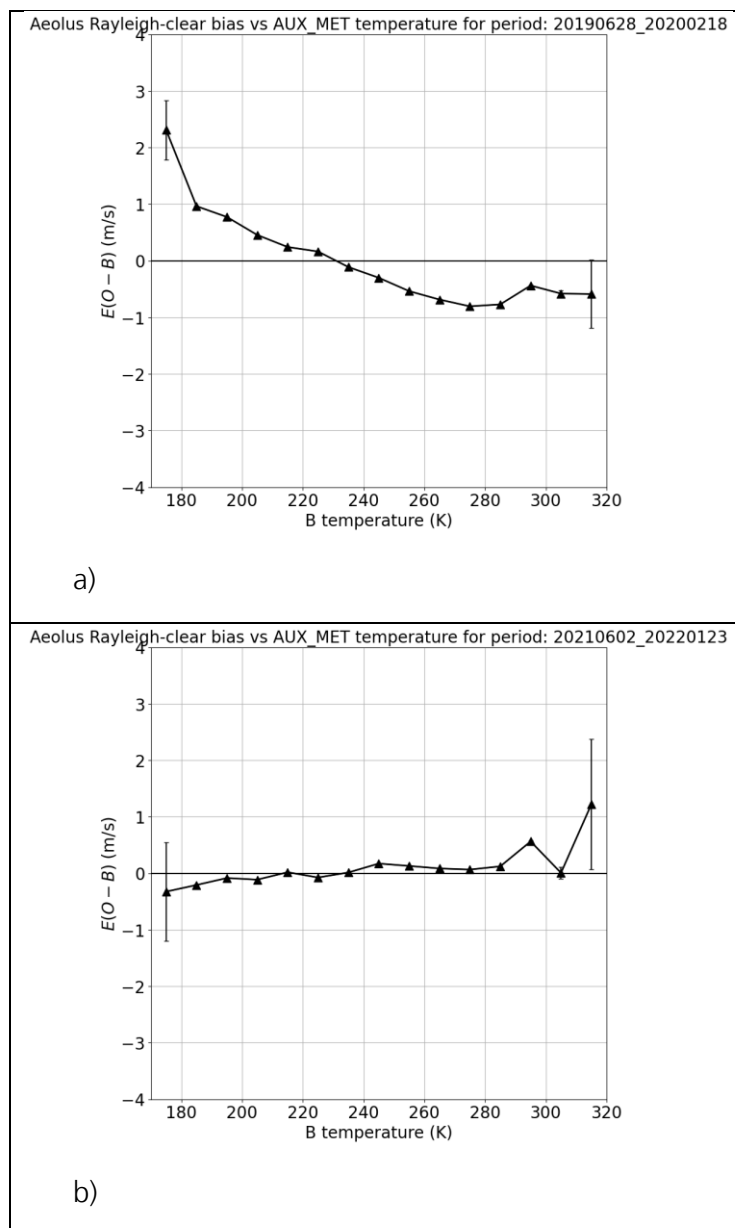 Aeolus Rayleigh-clear bias vs AUX_MET temperature for period: 20190628_20200218
4
3
2
1
0
−1
−2
−3
−4
E(O − B) (m/s)
180 200 220 240 260 280 300 320
B temperature (K)
a)
Aeolus Rayleigh-clear bias vs AUX_MET temperature for period: 20210602_20220123
4
3
2
1
0
−1
−2
−3
−4
E(O − B) (m/s)
180 200 220 240 260 280 300 320
B temperature (K)
b)